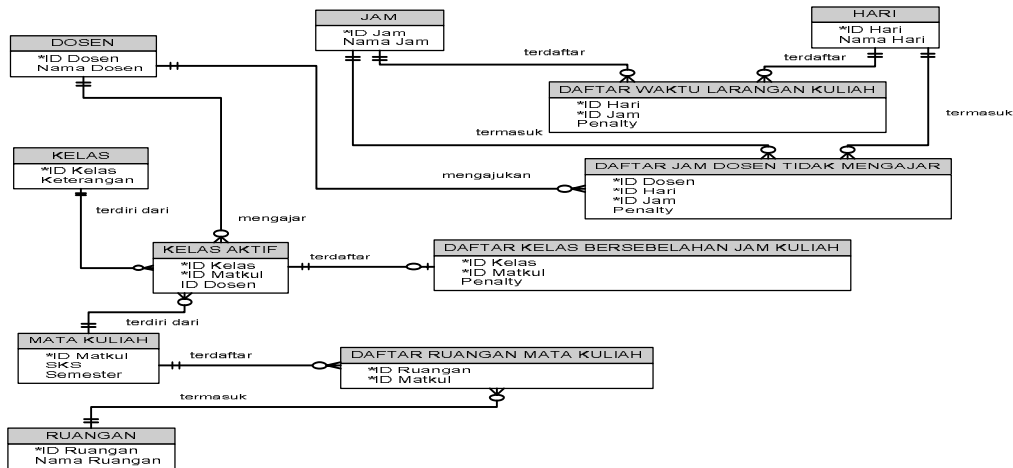 JAM
*ID Jam
Nama Jam
HARI
*ID Hari
Nama Hari
DOSEN
*ID Dosen
Nama Dosen
terdaftar
terdaftar
DAFTAR WAKTU LARANGAN KULIAH
*ID Hari
*ID Jam
Penalty
termasuk
termasuk
KELAS
*ID Kelas
Keterangan
DAFTAR JAM DOSEN TIDAK MENGAJAR
*ID Dosen
*ID Hari
*ID Jam
Penalty
mengajukan
terdiri dari
mengajar
KELAS AKTIF
*ID Kelas
*ID Matkul
ID Dosen
terdaftar
DAFTAR KELAS BERSEBELAHAN JAM KULIAH
*ID Kelas
*ID Matkul
Penalty
terdiri dari
MATA KULIAH
*ID Matkul
SKS
Semester
terdaftar
DAFTAR RUANGAN MATA KULIAH
*ID Ruangan
*ID Matkul
termasuk
RUANGAN
*ID Ruangan
Nama Ruangan